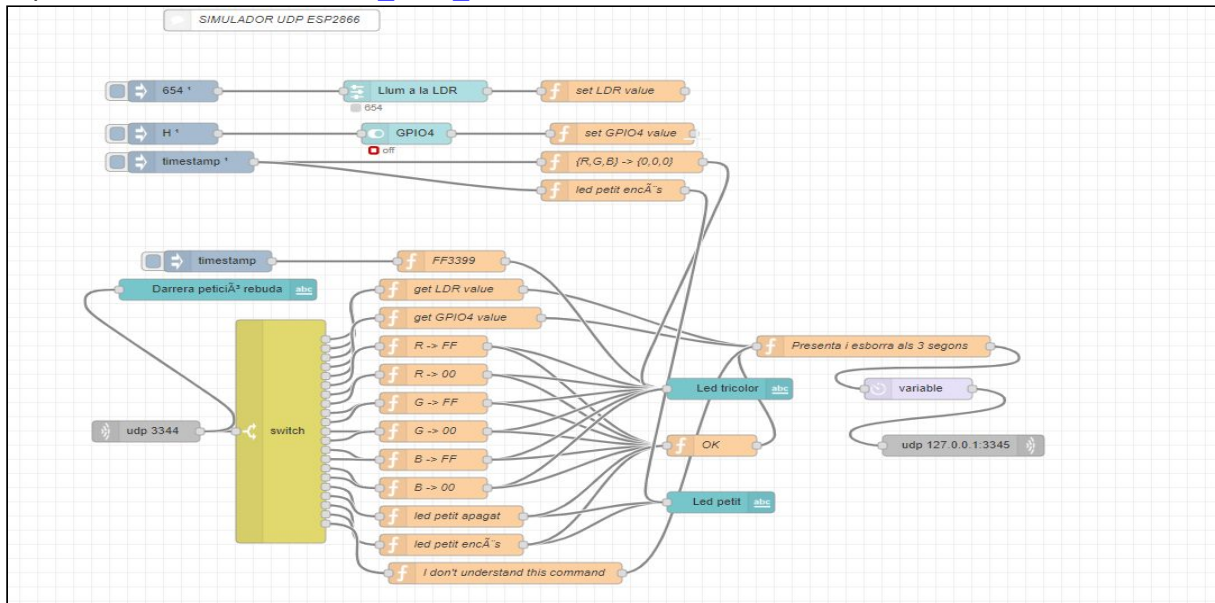 SIMULADOR UDP ESP2866
654 ¹
Llum a la LDR
set LDR value
654
H ¹
GPIO4
set GPIO4 value
off
timestamp ¹
{R,G,B} -> {0,0,0}
led petit encÃ¨s
timestamp
FF3399
Darrera peticiÃ³ rebuda
abc
get LDR value
get GPIO4 value
R -> FF
Presenta i esborra als 3 segons
R -> 00
Led tricolor
abc
variable
G -> FF
udp 3344
switch
G -> 00
OK
udp 127.0.0.1:3345
B -> FF
B -> 00
Led petit
abc
led petit apagat
led petit encÃ¨s
I don't understand this command